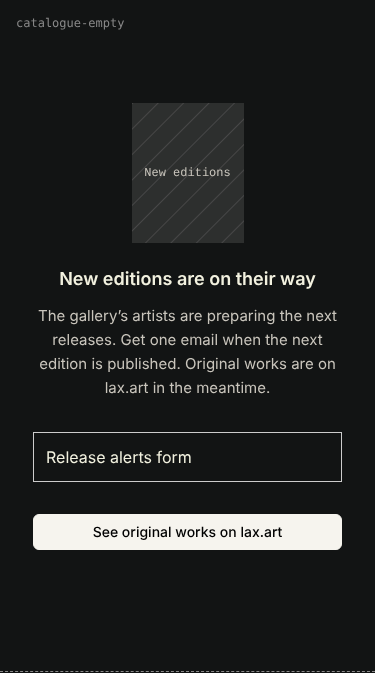 catalogue-empty
New editions
New editions are on their way
The gallery’s artists are preparing the next
releases. Get one email when the next
edition is published. Original works are on
lax.art in the meantime.
Release alerts form
See original works on lax.art